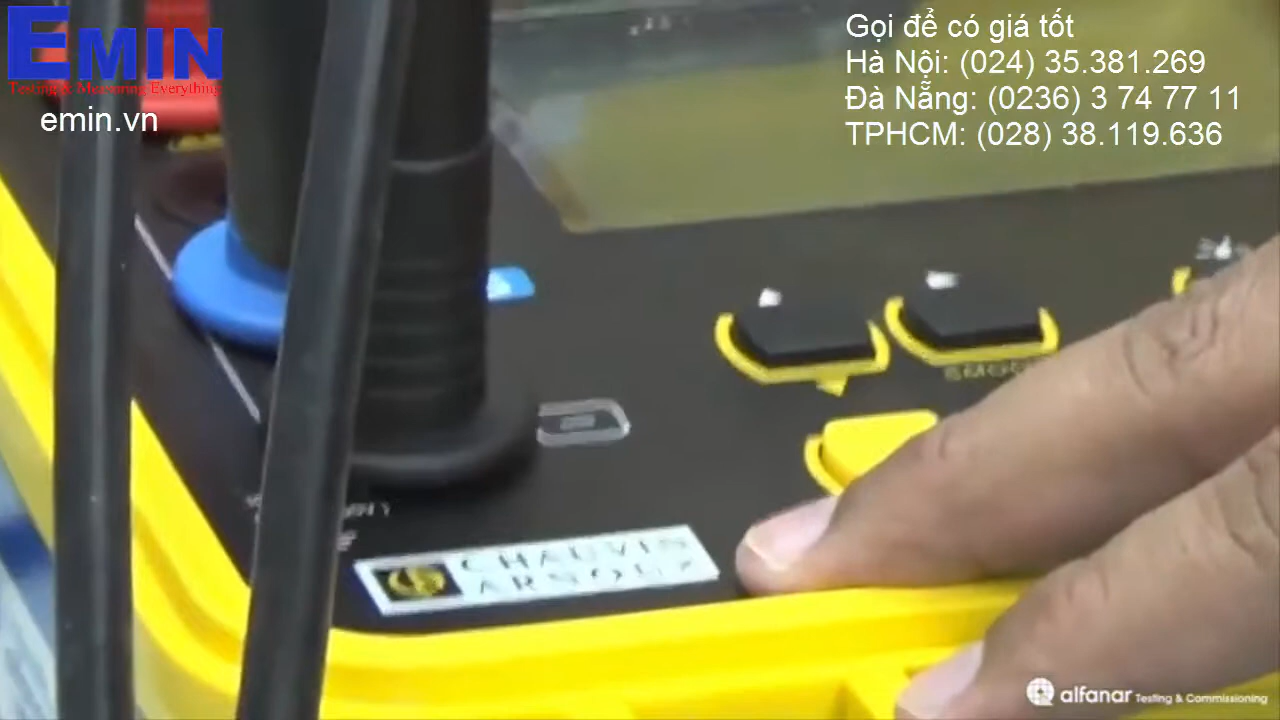 EMIN
Testing & Measuring Everything
emin.vn
Gọi để có giá tốt
Hà Nội: (024) 35.381.269
Đà Nẵng: (0236) 3 74 77 11
TPHCM: (028) 38.119.636
CHAUVIN
ARNOUX
alfanar Testing & Commissioning